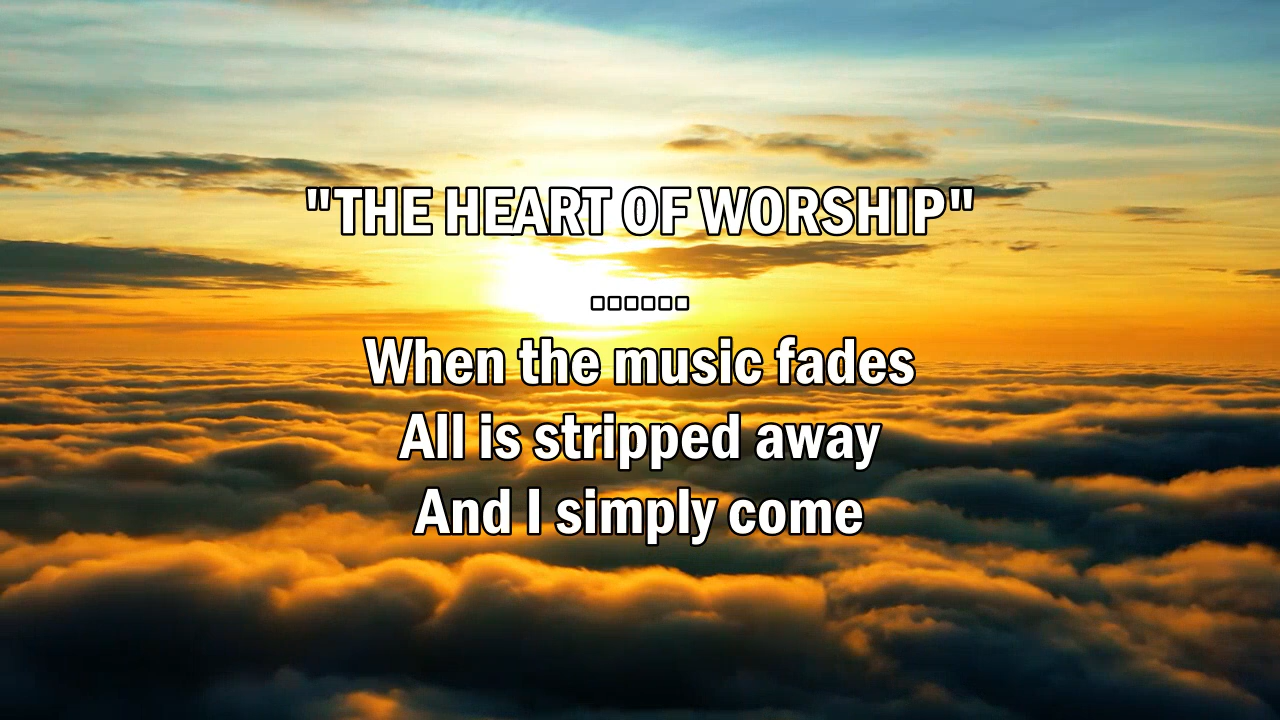 "THE HEART OF WORSHIP"
......
When the music fades
All is stripped away
And I simply come